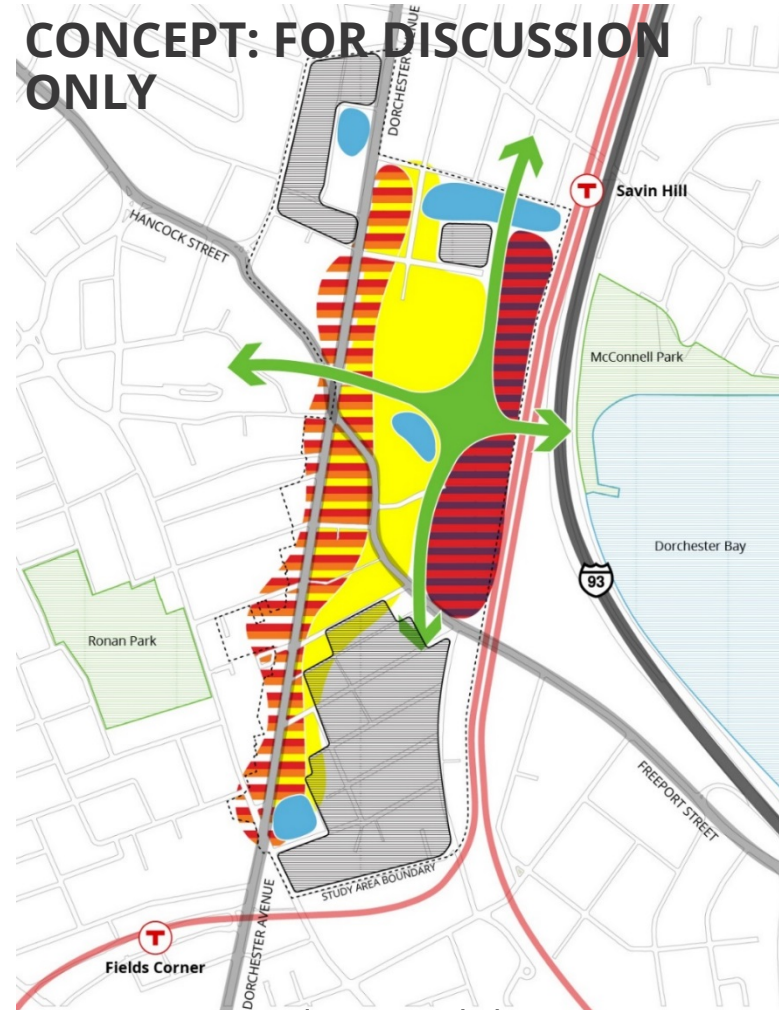 CONCEPT: FOR DISCUSSION
ONLY
DORCHESTER AVENUE
T
Savin Hill
HANCOCK STREET
McConnell Park
Dorchester Bay
93
Ronan Park
FREEPORT STREET
STUDY AREA BOUNDARY
DORCHESTER AVENUE
T
Fields Corner